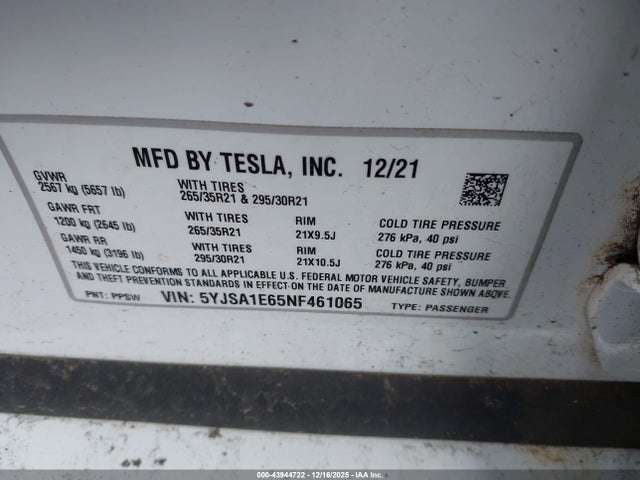 MFD BY TESLA, INC. 12/21
GVWR
2567 kg (5657 lb)
WITH TIRES
265/35R21 & 295/30R21
GAWR FRT
1200 kg (2645 lb)
WITH TIRES
265/35R21
RIM
21X9.5J
COLD TIRE PRESSURE
276 kPa, 40 psi
GAWR RR
1450 kg (3196 lb)
WITH TIRES
295/30R21
RIM
21X10.5J
COLD TIRE PRESSURE
276 kPa, 40 psi
THIS VEHICLE CONFORMS TO ALL APPLICABLE U.S. FEDERAL MOTOR VEHICLE SAFETY, BUMPER
AND THEFT PREVENTION STANDARDS IN EFFECT ON THE DATE OF MANUFACTURE SHOWN ABOVE.
PNT: PPSW VIN: 5YJSA1E65NF461065 TYPE: PASSENGER
000-43944722 - 12/16/2025 - IAA Inc.